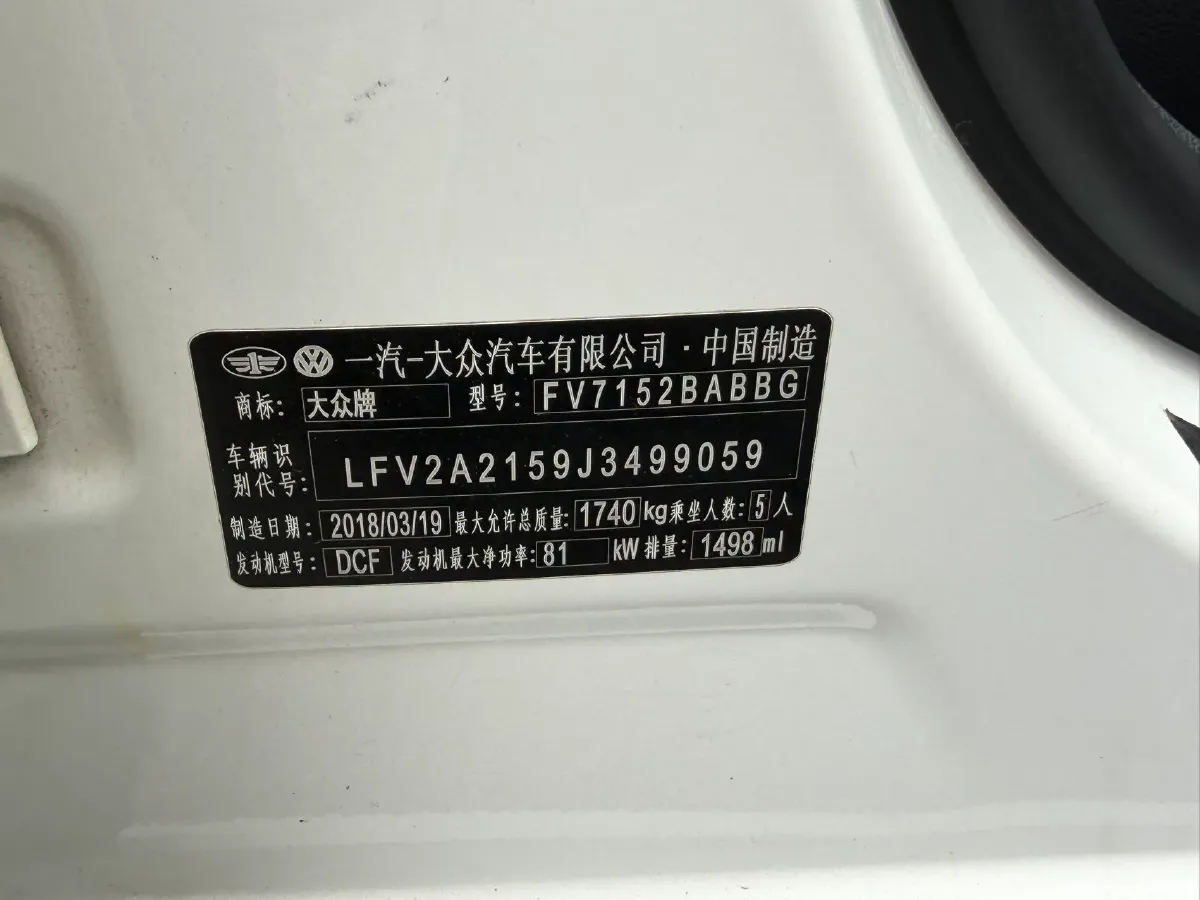 一汽-大众汽车有限公司·中国制造
商标: 大众牌 型号: FV7152BABBG
车辆识
别代号: LFV2A2159J3499059
制造日期: 2018/03/19 最大允许总质量: 1740 kg 乘坐人数: 5 人
发动机型号: DCF 发动机最大净功率: 81 kW 排量: 1498 ml